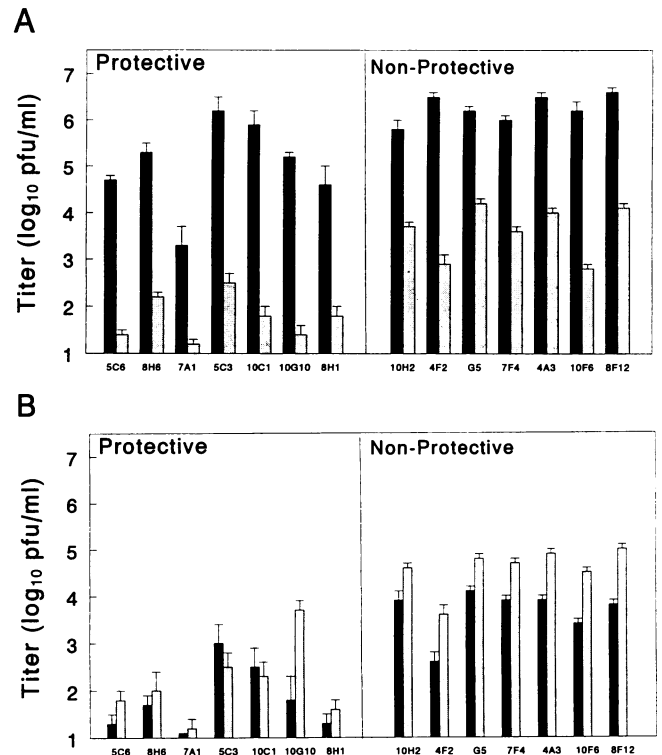 A
Protective
Non-Protective
Titer (log10 pfu/ml)
7
6
5
4
3
2
1
5C6 8H6 7A1 5C3 10C1 10G10 8H1
10H2 4F2 G5 7F4 4A3 10F6 8F12
B
Protective
Non-Protective
Titer (log10 pfu/ml)
7
6
5
4
3
2
1
5C6 8H6 7A1 5C3 10C1 10G10 8H1
10H2 4F2 G5 7F4 4A3 10F6 8F12